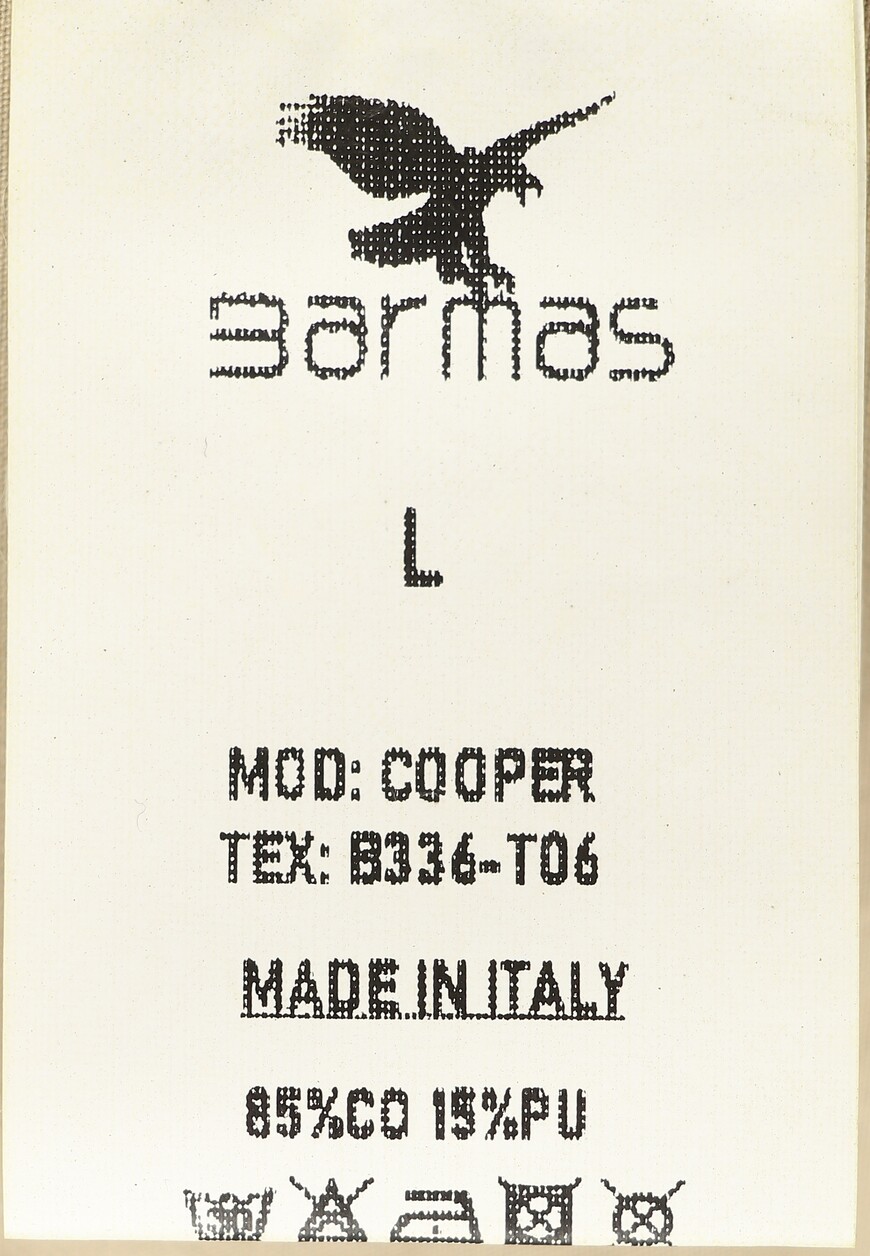 Barmas
L
MOD: COOPER
TEX: B336-T06
MADE IN ITALY
85%CO 15%PU